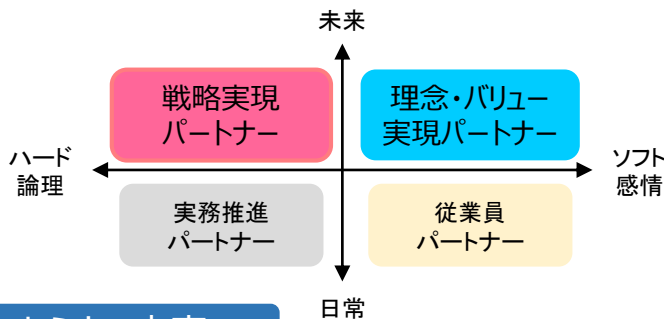 未来
戦略実現
パートナー
理念・バリュー
実現パートナー
ハード
論理
ソフト
感情
実務推進
パートナー
従業員
パートナー
日常